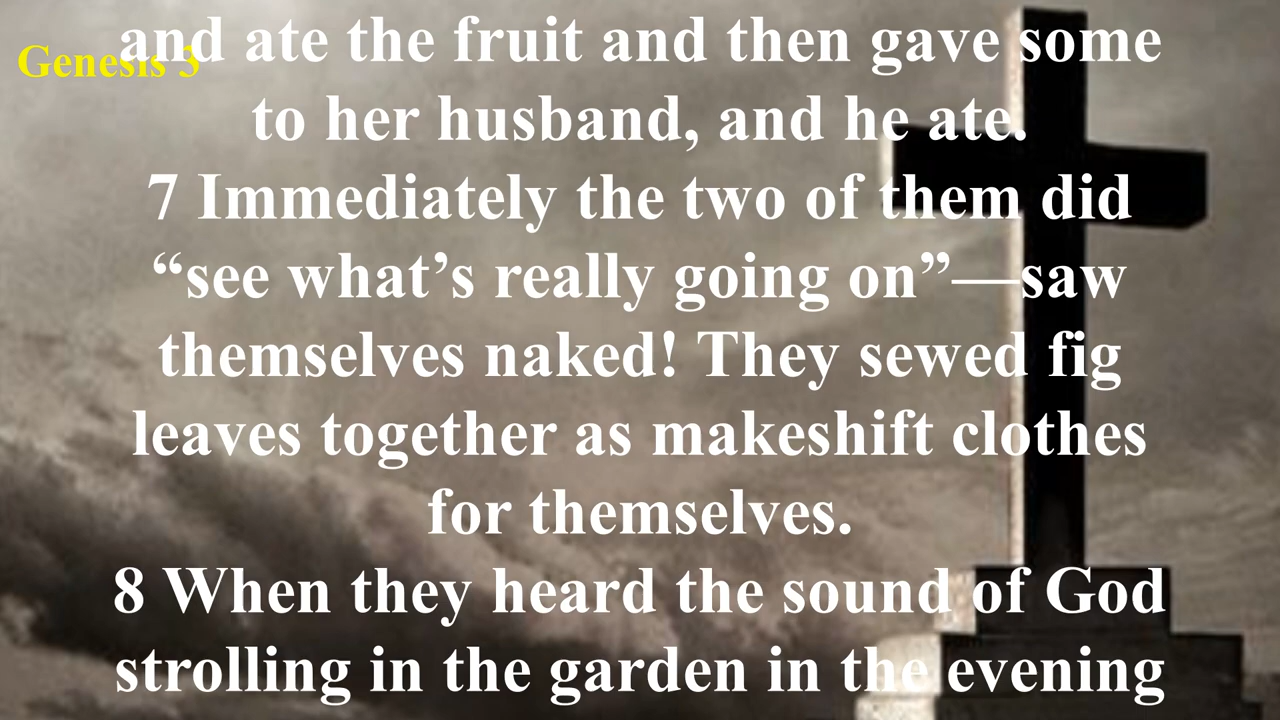 Genesis 3
and ate the fruit and then gave some
to her husband, and he ate.
7 Immediately the two of them did
“see what’s really going on”—saw
themselves naked! They sewed fig
leaves together as makeshift clothes
for themselves.
8 When they heard the sound of God
strolling in the garden in the evening